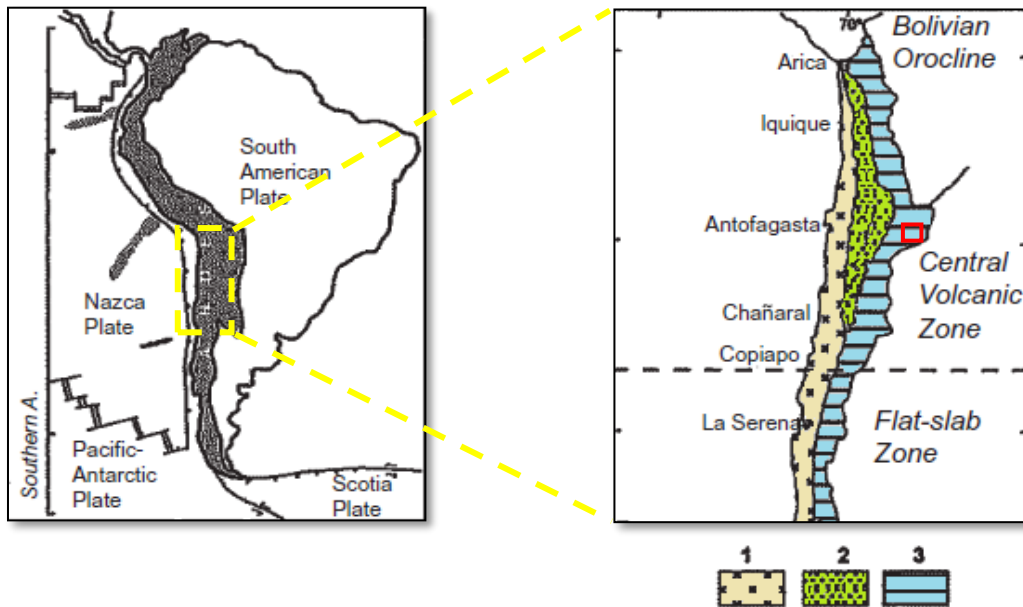 South
American
Plate
Nazca
Plate
Pacific-
Antarctic
Plate
Scotia
Plate
Southern A.
70°
Bolivian
Orocline
Arica
Iquique
Antofagasta
Central
Volcanic
Zone
Chañaral
Copiapo
La Serena
Flat-slab
Zone
1 2 3